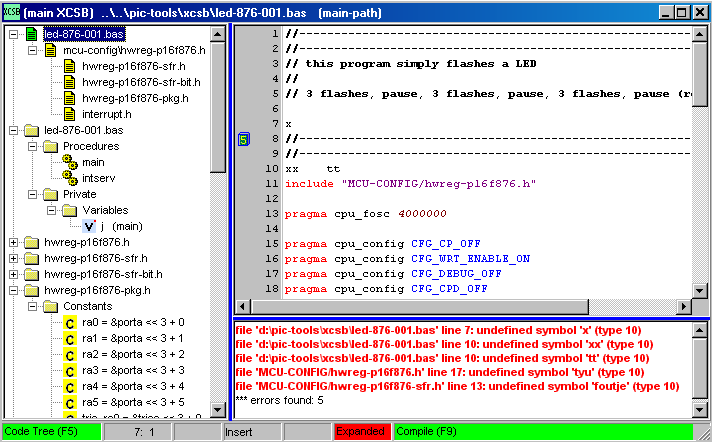 XCSB (main XCSB) ..\..\pic-tools\xcsb\led-876-001.bas (main-path)
led-876-001.bas
mcu-config\hwreg-p16f876.h
hwreg-p16f876-sfr.h
hwreg-p16f876-sfr-bit.h
hwreg-p16f876-pkg.h
interrupt.h
led-876-001.bas
Procedures
main
intserv
Private
Variables
V j (main)
hwreg-p16f876.h
hwreg-p16f876-sfr.h
hwreg-p16f876-sfr-bit.h
hwreg-p16f876-pkg.h
Constants
C ra0 = &porta << 3 + 0
C ra1 = &porta << 3 + 1
C ra2 = &porta << 3 + 2
C ra3 = &porta << 3 + 3
C ra4 = &porta << 3 + 4
C ra5 = &porta << 3 + 5
1 //----------------------------------------------------
2 //----------------------------------------------------
3 // this program simply flashes a LED
4 //
5 // 3 flashes, pause, 3 flashes, pause, 3 flashes, pause (re
6
7 x
8 //----------------------------------------------------
9 //----------------------------------------------------
10 xx tt
11 include "MCU-CONFIG/hwreg-p16f876.h"
12
13 pragma cpu_fosc 4000000
14
15 pragma cpu_config CFG_CP_OFF
16 pragma cpu_config CFG_WRT_ENABLE_ON
17 pragma cpu_config CFG_DEBUG_OFF
18 pragma cpu_config CFG_CPD_OFF
file 'd:\pic-tools\xcsb\led-876-001.bas' line 7: undefined symbol 'x' (type 10)
file 'd:\pic-tools\xcsb\led-876-001.bas' line 10: undefined symbol 'xx' (type 10)
file 'd:\pic-tools\xcsb\led-876-001.bas' line 10: undefined symbol 'tt' (type 10)
file 'MCU-CONFIG/hwreg-p16f876.h' line 17: undefined symbol 'tyu' (type 10)
file 'MCU-CONFIG/hwreg-p16f876-sfr.h' line 13: undefined symbol 'foutje' (type 10)
*** errors found: 5
Code Tree (F5) 7: 1 Insert Expanded Compile (F9)